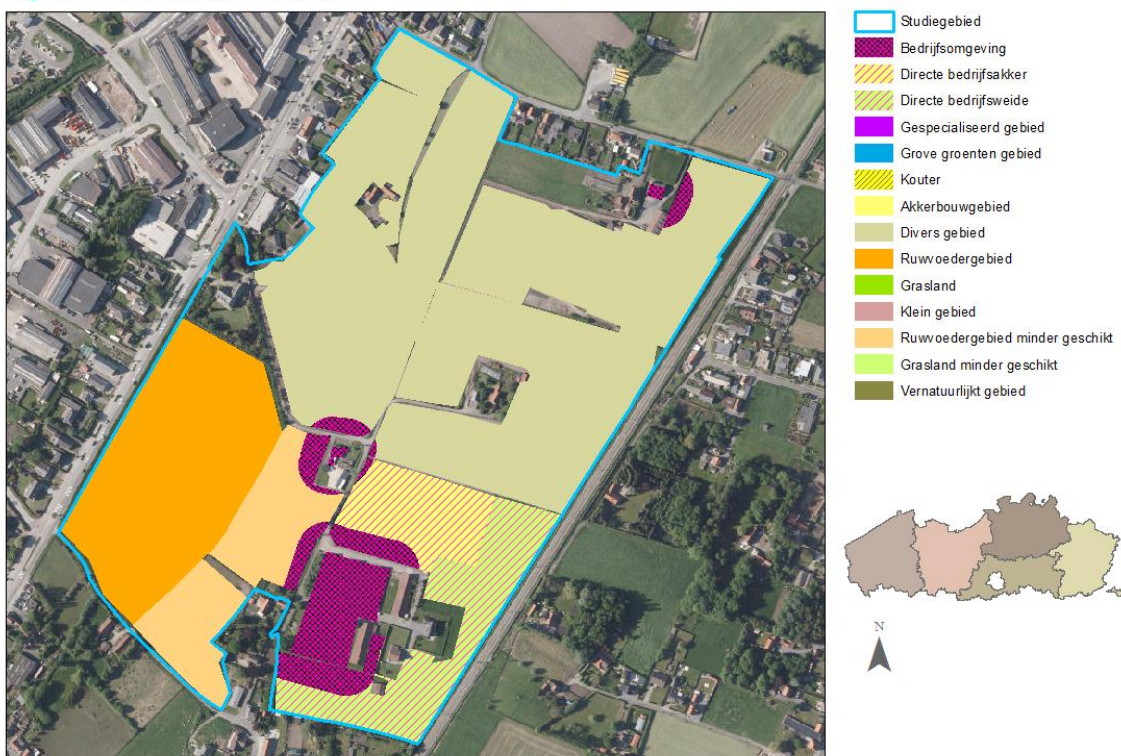 Studiegebied
Bedrijfsomgeving
Directe bedrijfsakker
Directe bedrijfsweide
Gespecialiseerd gebied
Grove groenten gebied
Kouter
Akkerbouwgebied
Divers gebied
Ruwvoedergebied
Grasland
Klein gebied
Ruwvoedergebied minder geschikt
Grasland minder geschikt
Vernatuurlijkt gebied
N